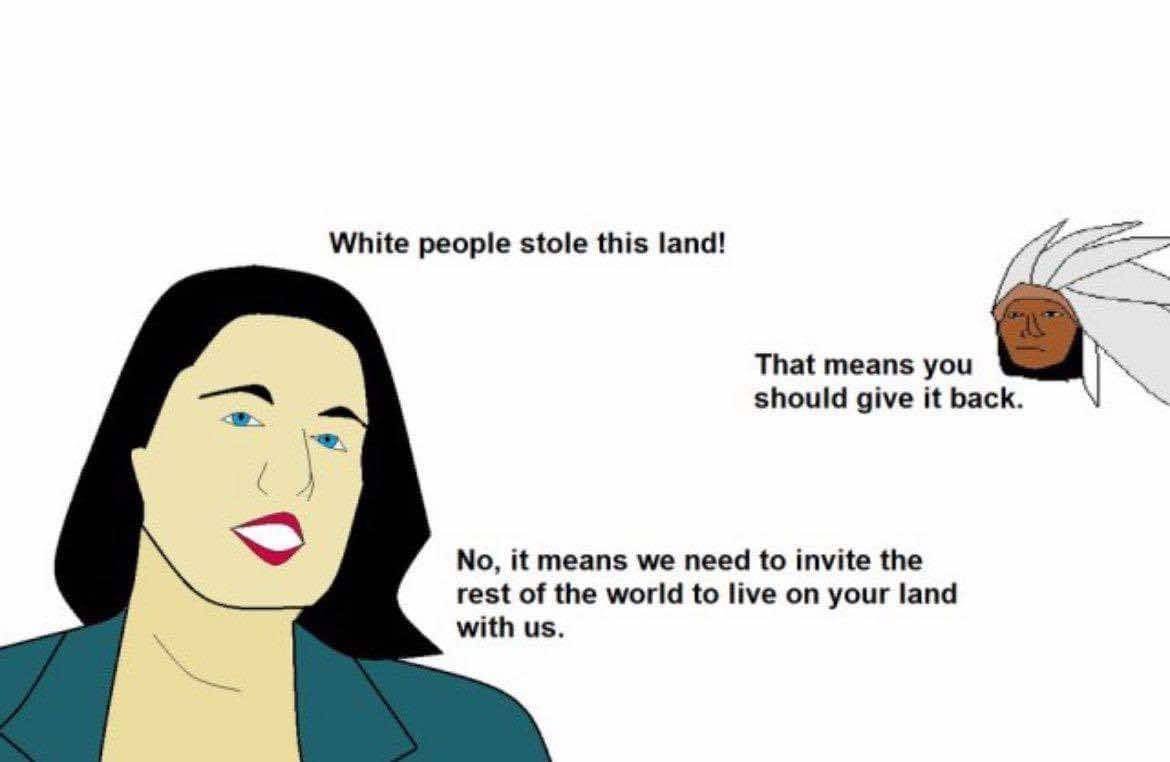 White people stole this land!
That means you
should give it back.
No, it means we need to invite the
rest of the world to live on your land
with us.